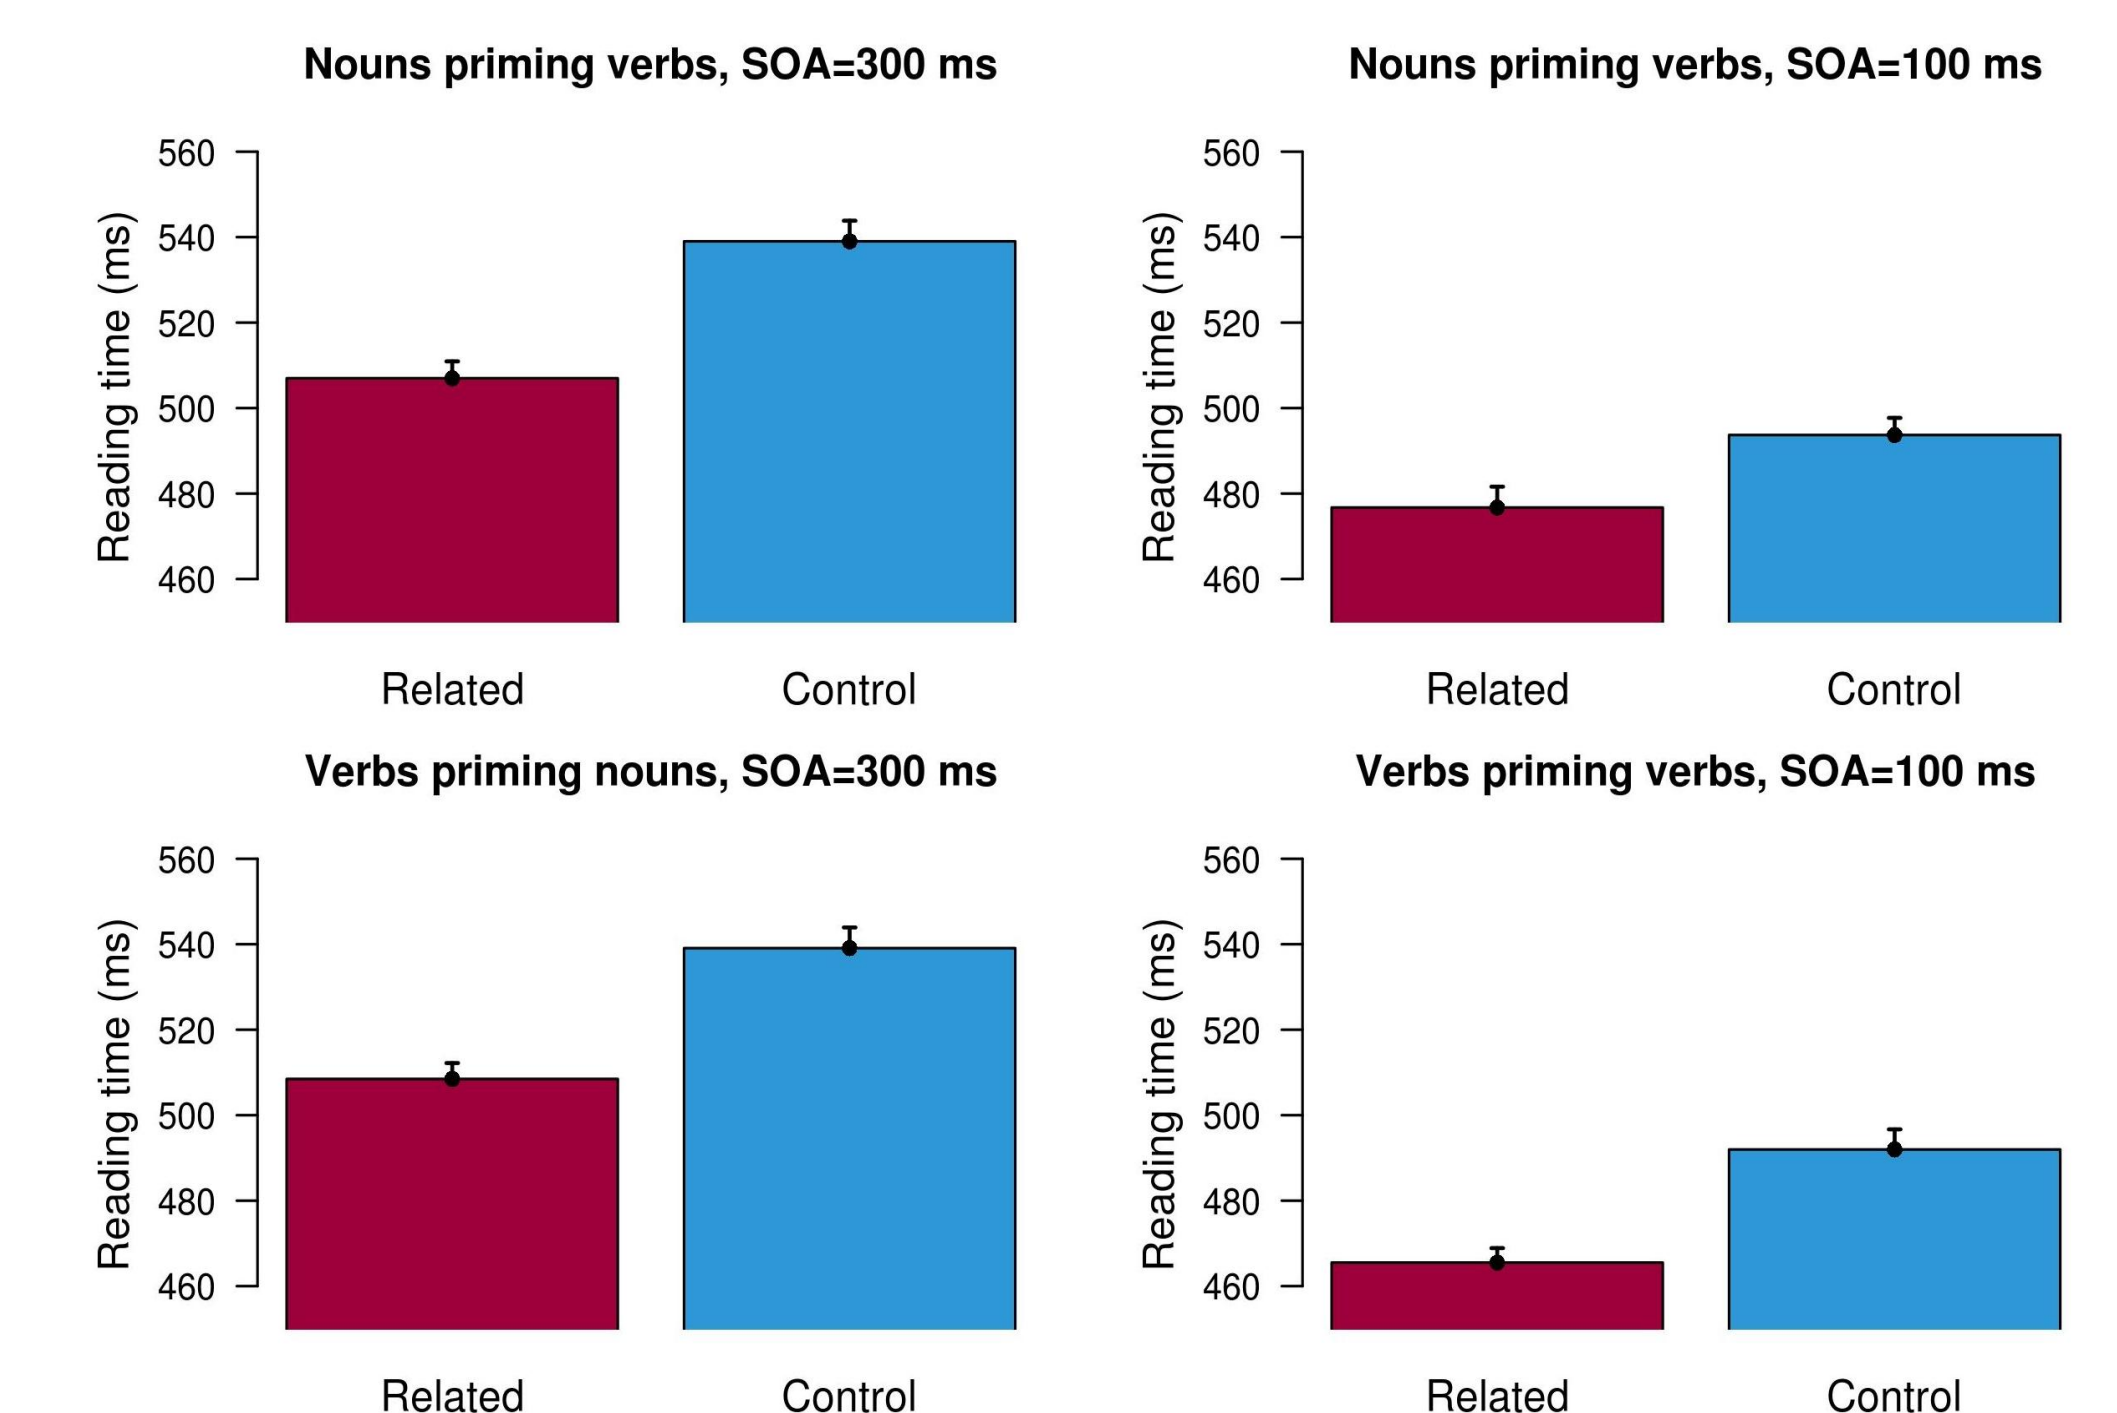 Nouns priming verbs, SOA=300 ms
Reading time (ms)
560
540
520
500
480
460
Related Control
Nouns priming verbs, SOA=100 ms
Reading time (ms)
560
540
520
500
480
460
Related Control
Verbs priming nouns, SOA=300 ms
Reading time (ms)
560
540
520
500
480
460
Related Control
Verbs priming verbs, SOA=100 ms
Reading time (ms)
560
540
520
500
480
460
Related Control